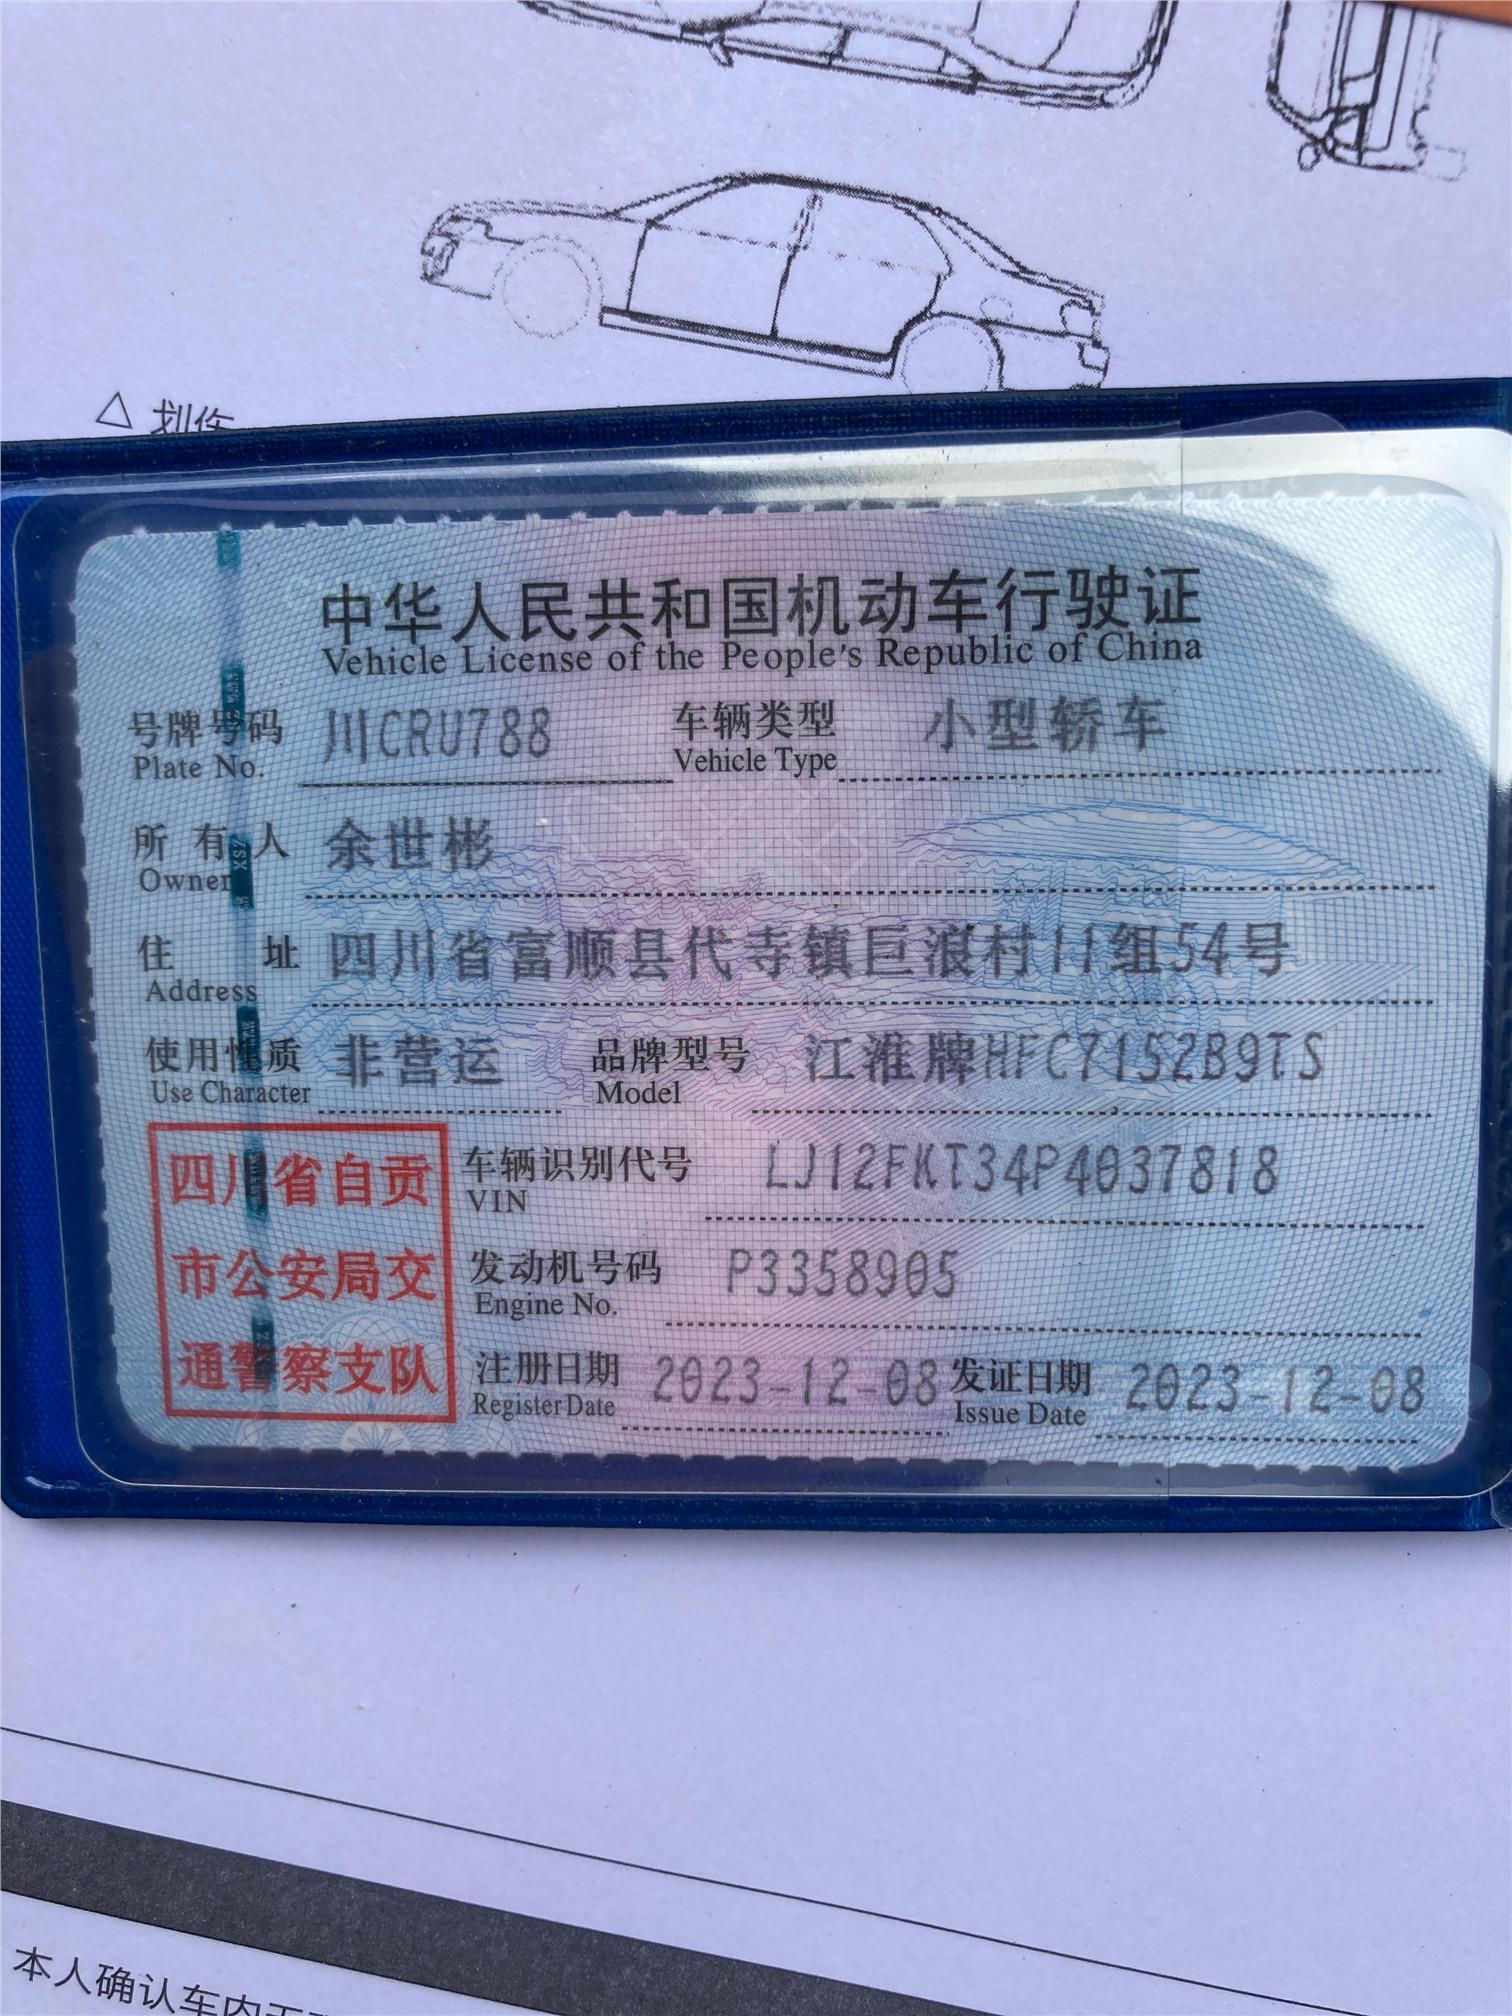 △ 划伤
中华人民共和国机动车行驶证
Vehicle License of the People's Republic of China
号牌号码 川CRU788 车辆类型 小型轿车
Plate No. Vehicle Type
所有人 余世彬
Owner
住址 四川省富顺县代寺镇巨浪村11组54号
Address
使用性质 非营运 品牌型号 江淮牌HFC7152B9TS
Use Character Model
四川省自贡
市公安局交
通警察支队
车辆识别代号 LJ12FKT34P4037818
VIN
发动机号码 P3358905
Engine No.
注册日期 2023-12-08 发证日期 2023-12-08
Register Date Issue Date
本人确认车内